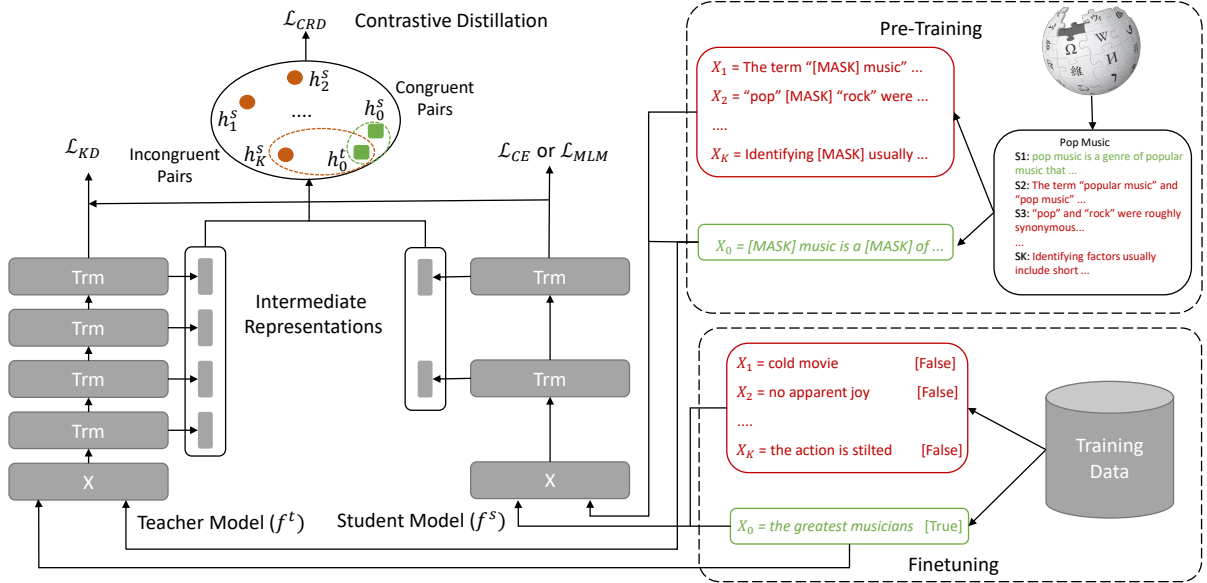 ℒ_CRD
Contrastive Distillation
h_2^s
h_1^s
....
h_0^s
h_K^s
h_0^t
Congruent
Pairs
Incongruent
Pairs
ℒ_KD
ℒ_CE or ℒ_MLM
Trm
Trm
Trm
Trm
X
Intermediate
Representations
Trm
Trm
X
Teacher Model (f^t)
Student Model (f^s)
Pre-Training
X_1 = The term “[MASK] music” ...
X_2 = “pop” [MASK] “rock” were ...
....
X_K = Identifying [MASK] usually ...
X_0 = [MASK] music is a [MASK] of ...
Ω
W
И
維
Pop Music
S1: pop music is a genre of popular
music that ...
S2: The term “popular music” and
“pop music” ...
S3: “pop” and “rock” were roughly
synonymous...
...
SK: Identifying factors usually
include short ...
X_1 = cold movie [False]
X_2 = no apparent joy [False]
....
X_K = the action is stilted [False]
X_0 = the greatest musicians [True]
Training
Data
Finetuning